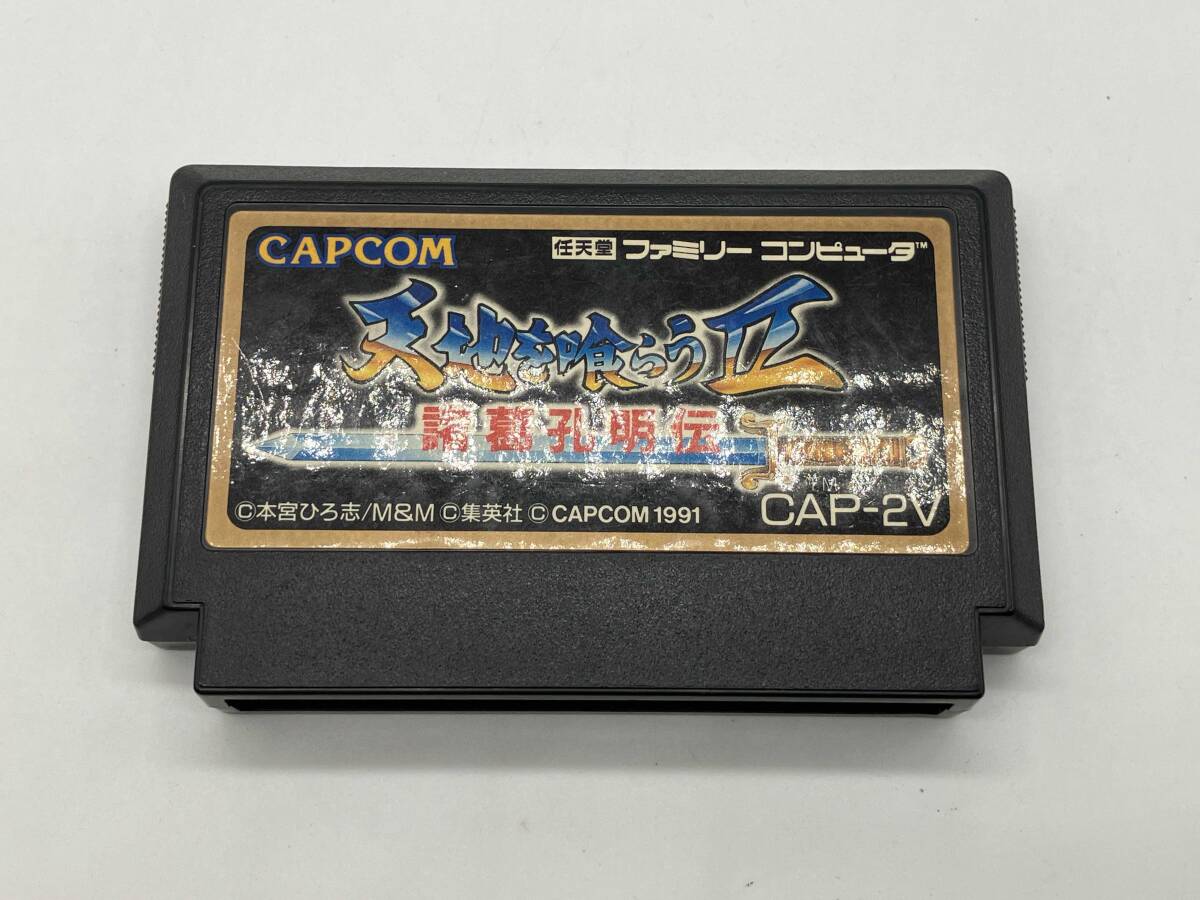 CAPCOM
任天堂 ファミリー コンピュータ™
天地を喰らうII
諸葛孔明伝
TM
©本宮ひろ志/M&M ©集英社 © CAPCOM 1991
CAP-2V